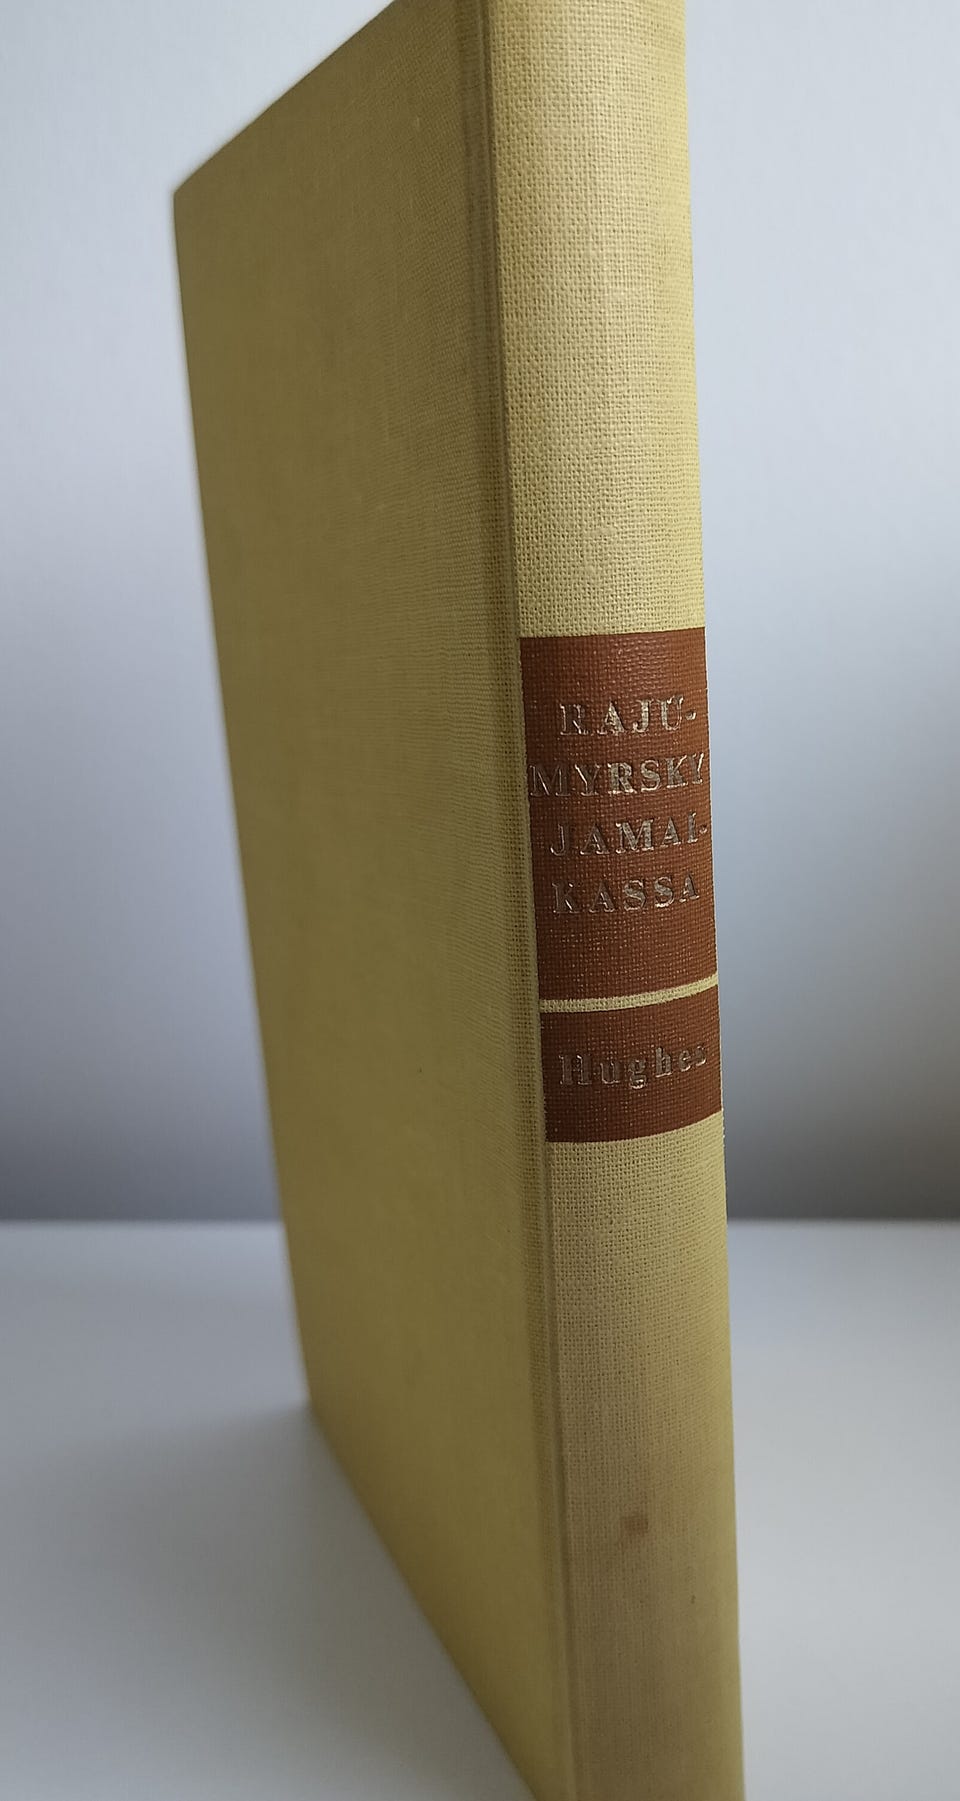 RAJU-
MYRSKY
JAMAI-
KASSA
Hughes